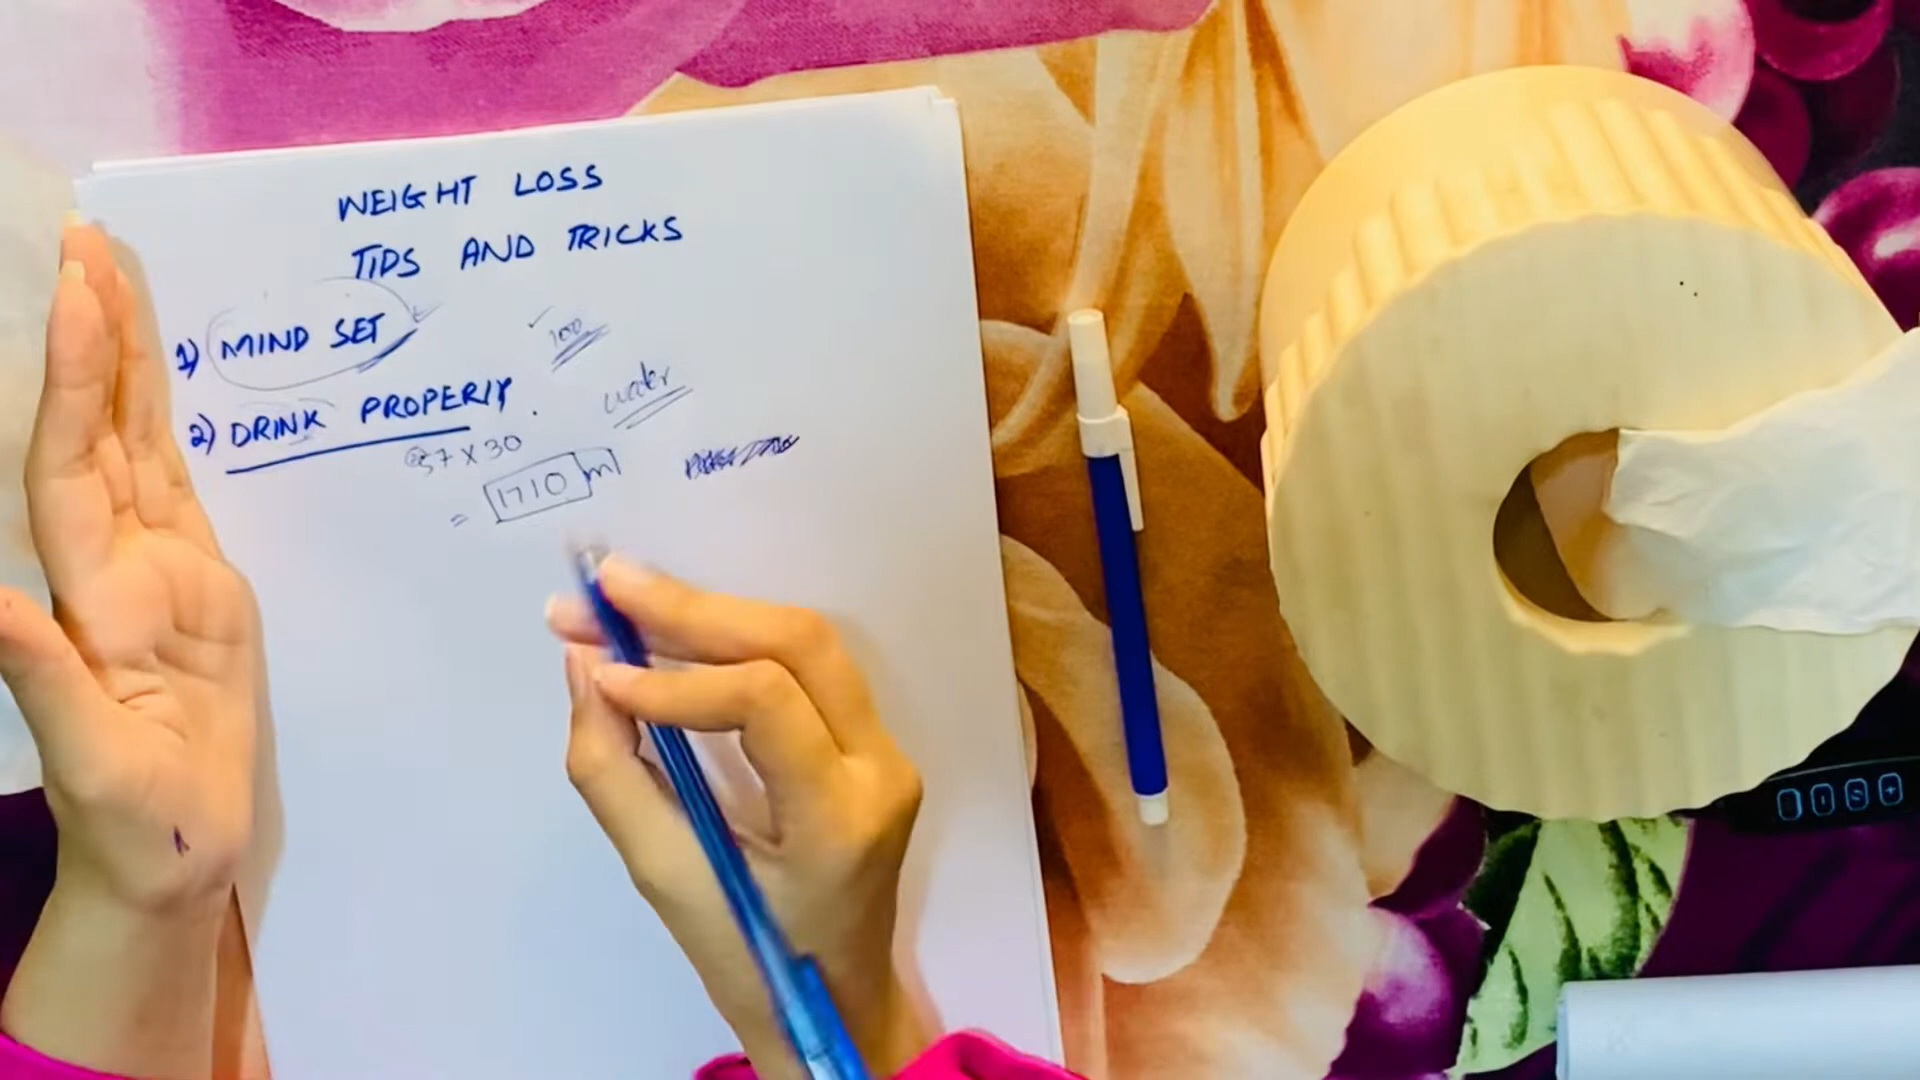 WEIGHT LOSS
TIPS AND TRICKS
1) MIND SET
100
2) DRINK PROPERLY.
water
57 X 30
= 1710 ml